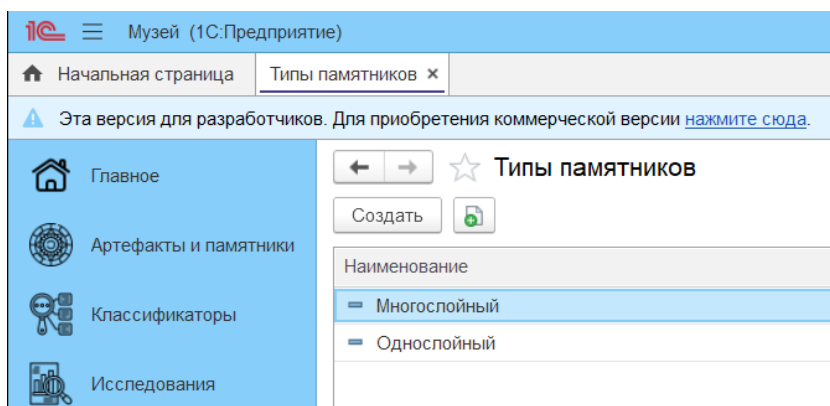 1С Музей (1С:Предприятие)
Начальная страница Типы памятников ×
Эта версия для разработчиков. Для приобретения коммерческой версии нажмите сюда.
Главное
Артефакты и памятники
Классификаторы
Исследования
Типы памятников
Создать
Наименование
Многослойный
Однослойный